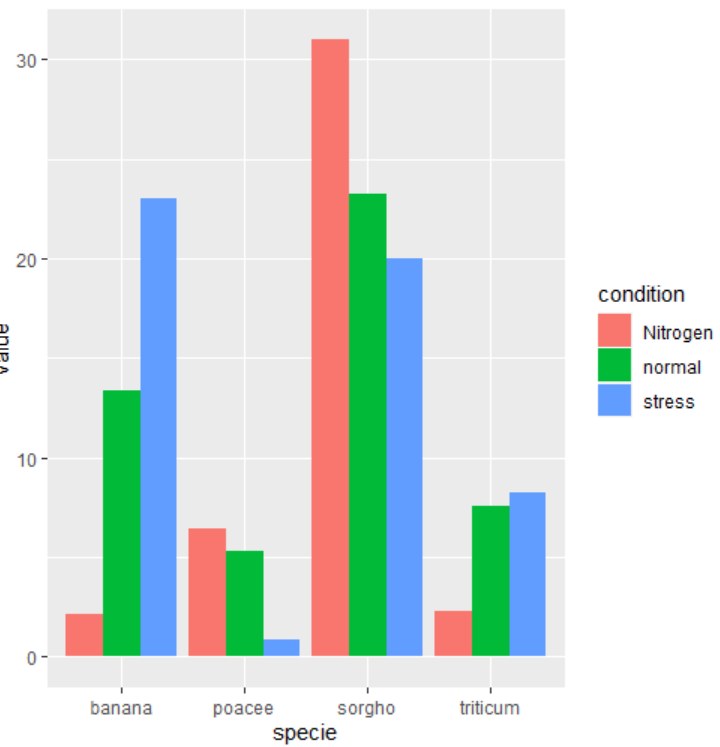 30
20
10
0
value
banana poacee sorgho triticum
specie
condition
Nitrogen
normal
stress